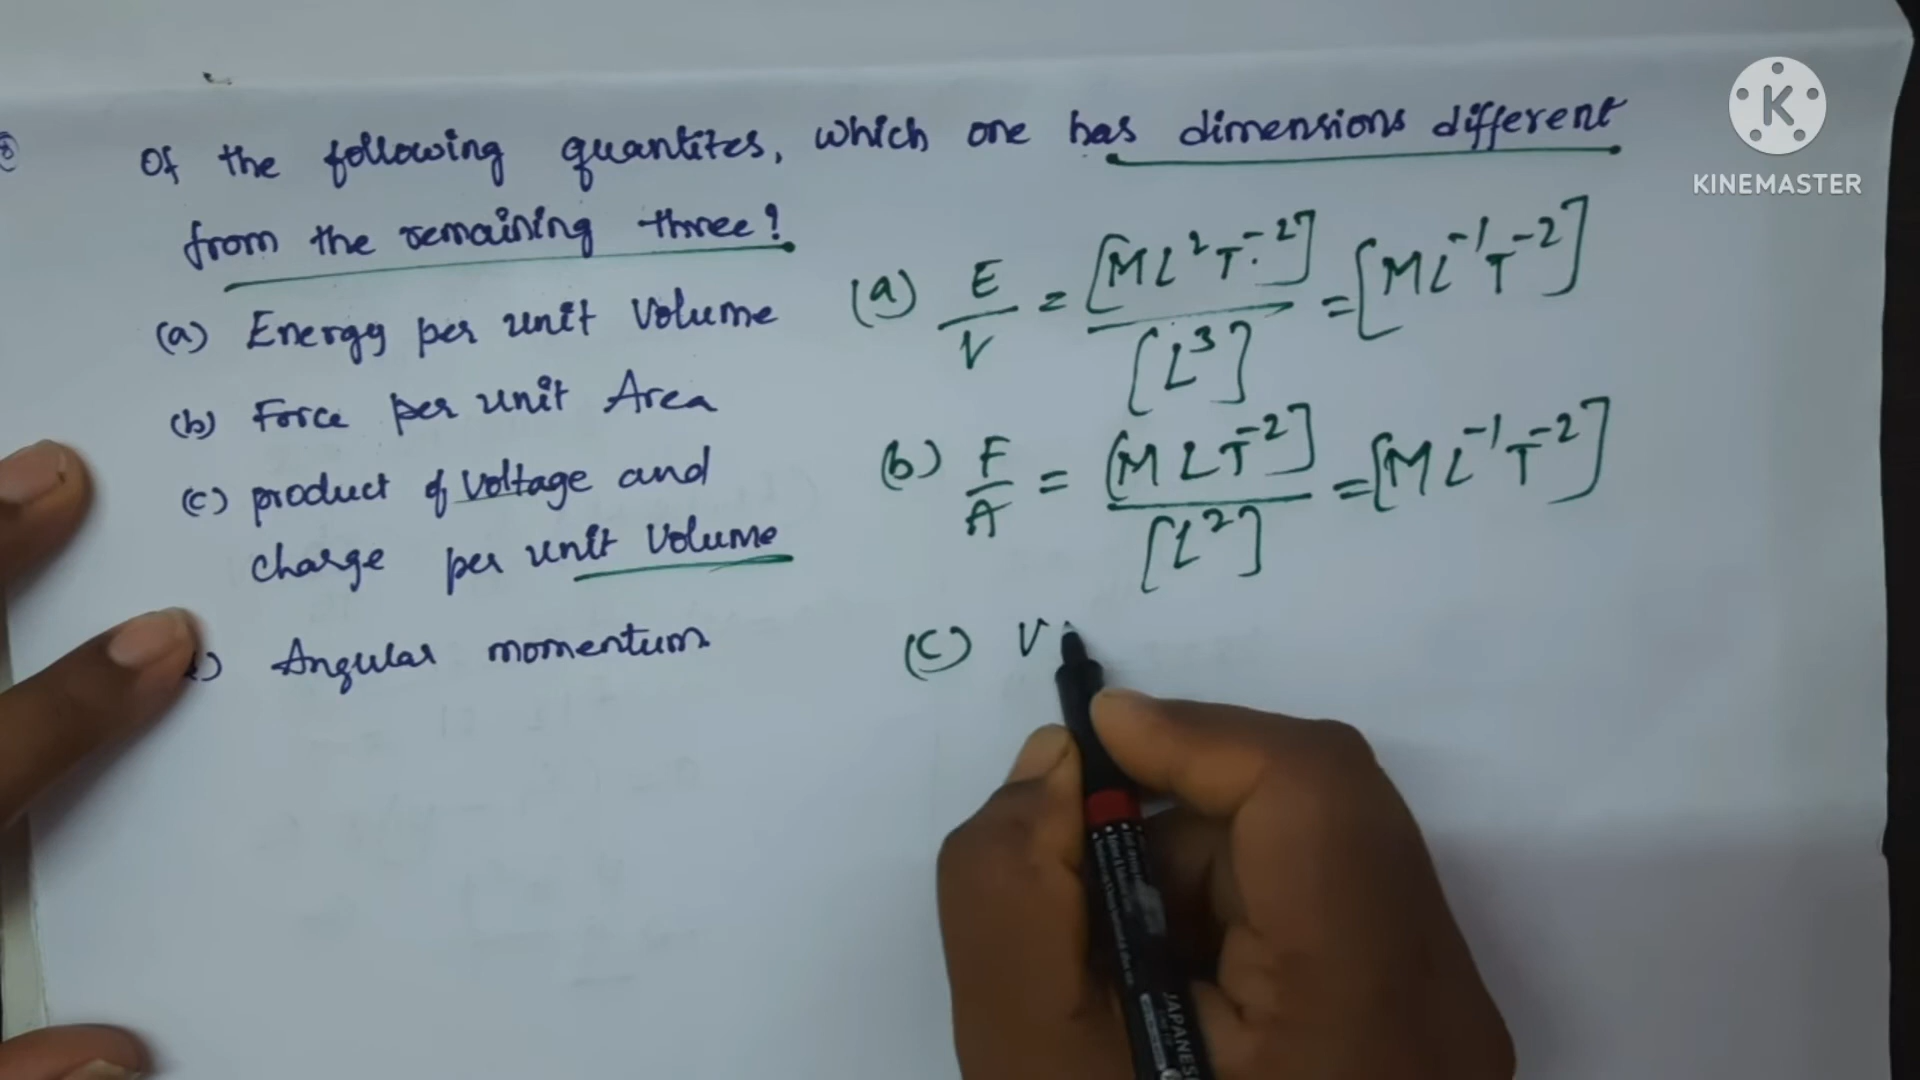 Of the following quantites, which one has dimensions different
from the remaining three?
(a) Energy per unit Volume
(b) Force per unit Area
(c) product of Voltage and
charge per unit Volume
) Angular momentum
(a) E/V = [ML²T⁻²]/[L³] = [ML⁻¹T⁻²]
(b) F/A = [MLT⁻²]/[L²] = [ML⁻¹T⁻²]
(c) V
K
KINEMASTER
JAPANES